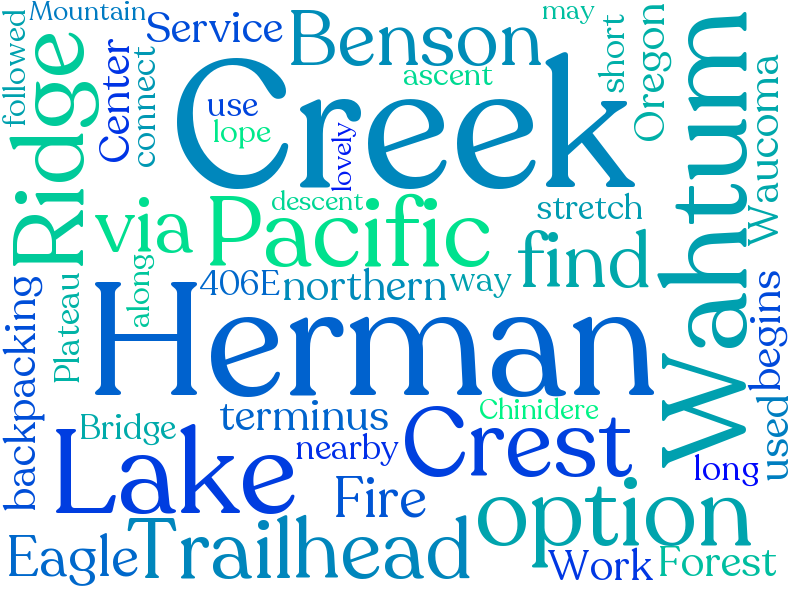 Mountain
may
followed
Service
Benson
Ridge
Center
connect
Creek
ascent
short
Oregon
Wahtum
Waucoma
use
lope
lovely
descent
via
Pacific
stretch
find
along
406E
northern
way
backpacking
Plateau
Herman
begins
Bridge
terminus
Chinidere
Lake
nearby
Crest
used
long
Fire
option
Eagle
Trailhead
Work
Forest